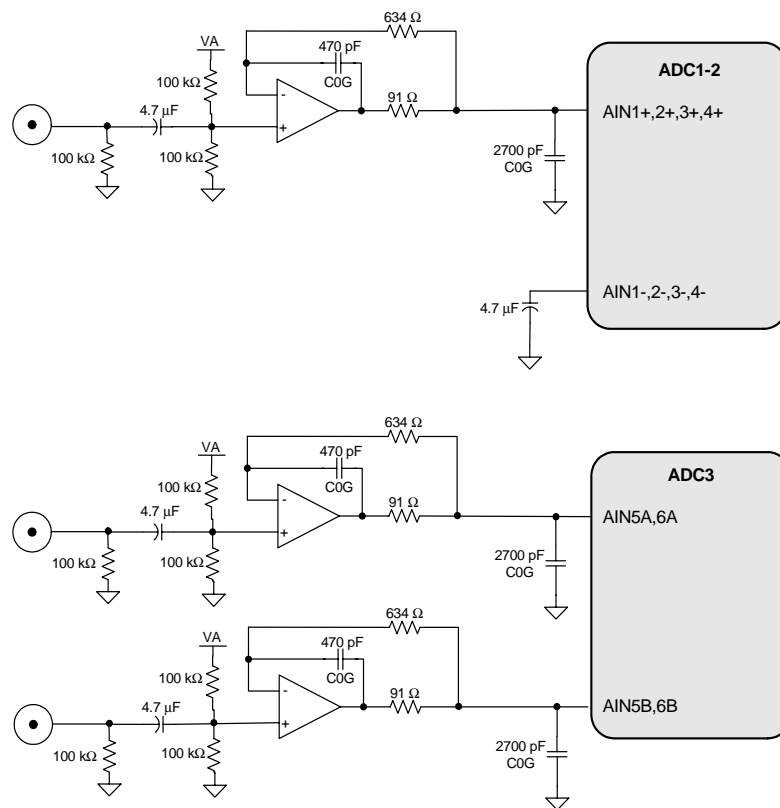 634 Ω
470 pF
C0G
VA
100 kΩ
4.7 µF
-
+
91 Ω
100 kΩ
100 kΩ
2700 pF
C0G
ADC1-2
AIN1+,2+,3+,4+
4.7 µF
AIN1-,2-,3-,4-
634 Ω
470 pF
C0G
VA
100 kΩ
4.7 µF
-
+
91 Ω
100 kΩ
100 kΩ
2700 pF
C0G
ADC3
AIN5A,6A
634 Ω
470 pF
C0G
VA
100 kΩ
4.7 µF
-
+
91 Ω
100 kΩ
100 kΩ
2700 pF
C0G
AIN5B,6B